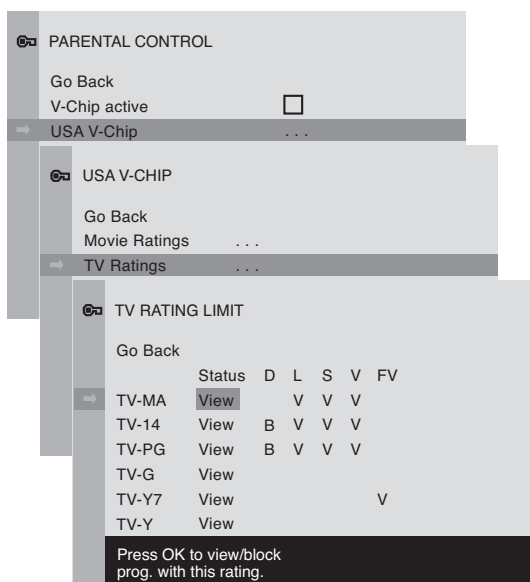 PARENTAL CONTROL
Go Back
V-Chip active
USA V-Chip . . .
USA V-CHIP
Go Back
Movie Ratings . . .
TV Ratings . . .
TV RATING LIMIT
Go Back
Status D L S V FV
TV-MA View V V V
TV-14 View B V V V
TV-PG View B V V V
TV-G View
TV-Y7 View V
TV-Y View
Press OK to view/block
prog. with this rating.